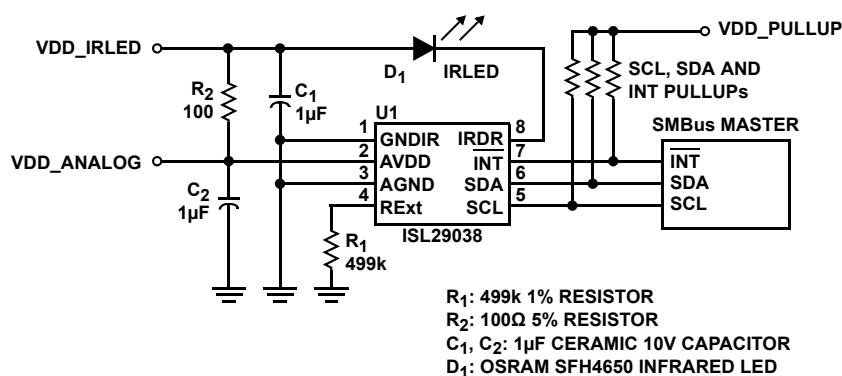 VDD_PULLUP
VDD_IRLED
D1
IRLED
SCL, SDA AND
INT PULLUPs
R2
100
C1
1µF
U1
SMBus MASTER
1
GNDIR
IRDR
8
VDD_ANALOG
2
AVDD
INT
7
INT
3
AGND
SDA
6
SDA
4
RExt
SCL
5
SCL
C2
1µF
ISL29038
R1
499k
R1: 499k 1% RESISTOR
R2: 100Ω 5% RESISTOR
C1, C2: 1µF CERAMIC 10V CAPACITOR
D1: OSRAM SFH4650 INFRARED LED